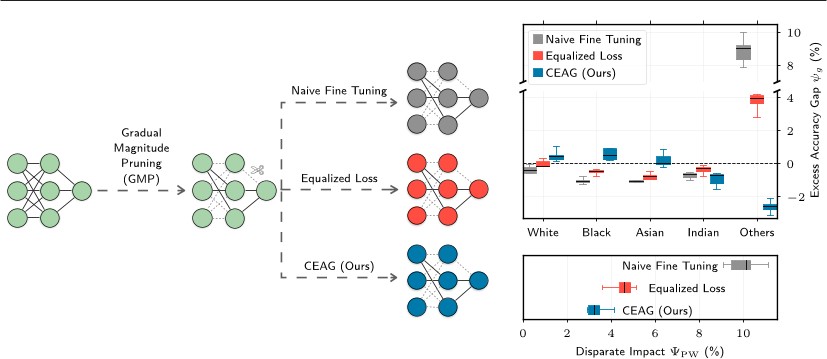 Gradual
Magnitude
Pruning
(GMP)
Naive Fine Tuning
Equalized Loss
CEAG (Ours)
Naive Fine Tuning
Equalized Loss
CEAG (Ours)
10
8
4
2
0
−2
Excess Accuracy Gap ψg (%)
White Black Asian Indian Others
Naive Fine Tuning
Equalized Loss
CEAG (Ours)
0 2 4 6 8 10
Disparate Impact ΨPW (%)